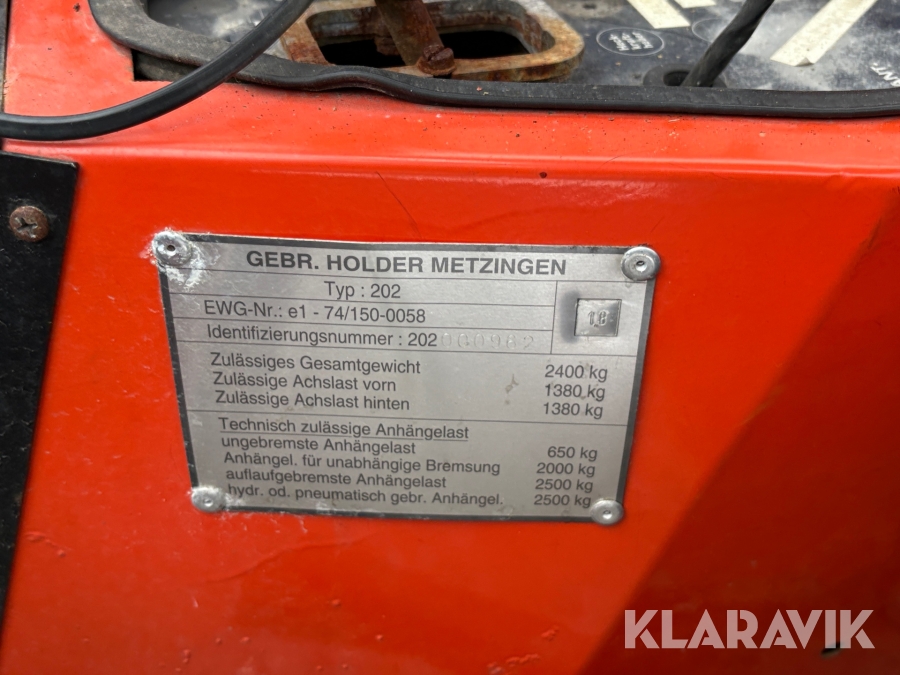 GEBR. HOLDER METZINGEN
Typ : 202
EWG-Nr.: e1 - 74/150-0058
18
Identifizierungsnummer : 202 000982
Zulässiges Gesamtgewicht 2400 kg
Zulässige Achslast vorn 1380 kg
Zulässige Achslast hinten 1380 kg
Technisch zulässige Anhängelast
ungebremste Anhängelast 650 kg
Anhängel. für unabhängige Bremsung 2000 kg
auflaufgebremste Anhängelast 2500 kg
hydr. od. pneumatisch gebr. Anhängel. 2500 kg
KLARAVIK